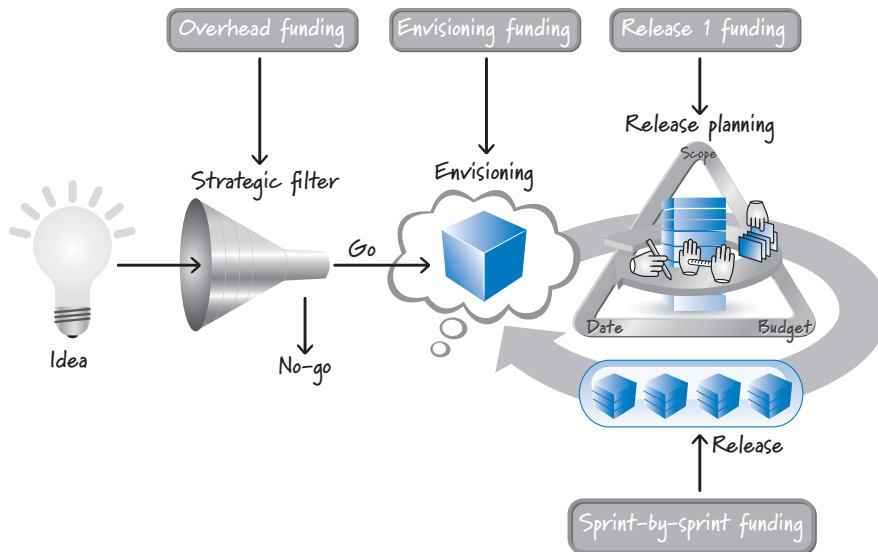 Overhead funding
Envisioning funding
Release 1 funding
Release planning
Scope
Strategic filter
Envisioning
Go
Date
Budget
Idea
No-go
Release
Sprint-by-sprint funding